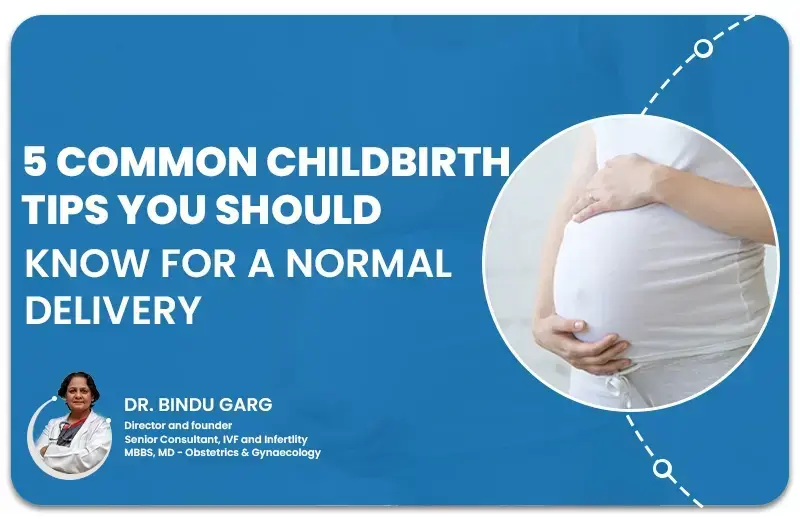 5 COMMON CHILDBIRTH
TIPS YOU SHOULD
KNOW FOR A NORMAL
DELIVERY
DR. BINDU GARG
Director and founder
Senior Consultant, IVF and Infertlity
MBBS, MD - Obstetrics & Gynaecology